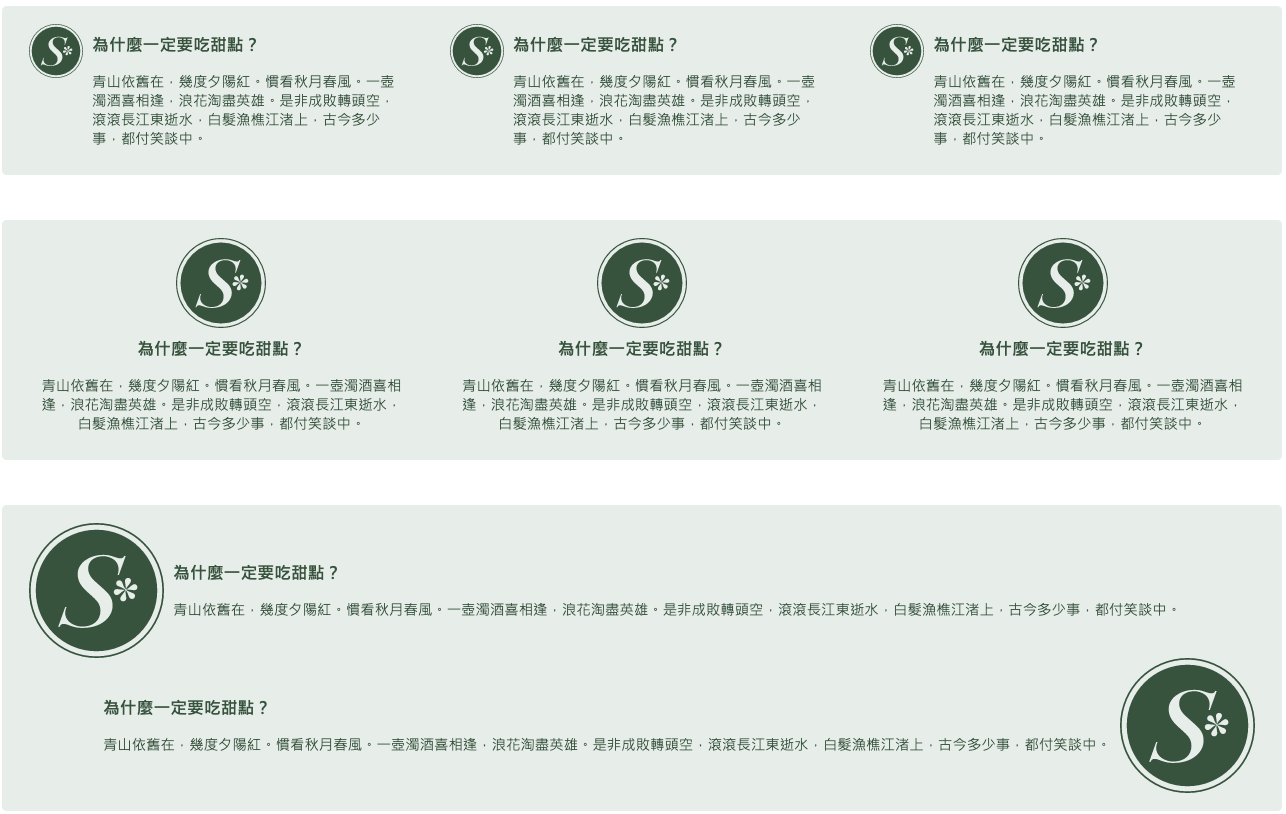 S*
為什麼一定要吃甜點？
青山依舊在，幾度夕陽紅。慣看秋月春風。一壺
濁酒喜相逢，浪花淘盡英雄。是非成敗轉頭空，
滾滾長江東逝水，白髮漁樵江渚上，古今多少
事，都付笑談中。
S*
為什麼一定要吃甜點？
青山依舊在，幾度夕陽紅。慣看秋月春風。一壺
濁酒喜相逢，浪花淘盡英雄。是非成敗轉頭空，
滾滾長江東逝水，白髮漁樵江渚上，古今多少
事，都付笑談中。
S*
為什麼一定要吃甜點？
青山依舊在，幾度夕陽紅。慣看秋月春風。一壺
濁酒喜相逢，浪花淘盡英雄。是非成敗轉頭空，
滾滾長江東逝水，白髮漁樵江渚上，古今多少
事，都付笑談中。
S*
為什麼一定要吃甜點？
青山依舊在，幾度夕陽紅。慣看秋月春風。一壺濁酒喜相
逢，浪花淘盡英雄。是非成敗轉頭空，滾滾長江東逝水，
白髮漁樵江渚上，古今多少事，都付笑談中。
S*
為什麼一定要吃甜點？
青山依舊在，幾度夕陽紅。慣看秋月春風。一壺濁酒喜相
逢，浪花淘盡英雄。是非成敗轉頭空，滾滾長江東逝水，
白髮漁樵江渚上，古今多少事，都付笑談中。
S*
為什麼一定要吃甜點？
青山依舊在，幾度夕陽紅。慣看秋月春風。一壺濁酒喜相
逢，浪花淘盡英雄。是非成敗轉頭空，滾滾長江東逝水，
白髮漁樵江渚上，古今多少事，都付笑談中。
S*
為什麼一定要吃甜點？
青山依舊在，幾度夕陽紅。慣看秋月春風。一壺濁酒喜相逢，浪花淘盡英雄。是非成敗轉頭空，滾滾長江東逝水，白髮漁樵江渚上，古今多少事，都付笑談中。
為什麼一定要吃甜點？
青山依舊在，幾度夕陽紅。慣看秋月春風。一壺濁酒喜相逢，浪花淘盡英雄。是非成敗轉頭空，滾滾長江東逝水，白髮漁樵江渚上，古今多少事，都付笑談中。
S*